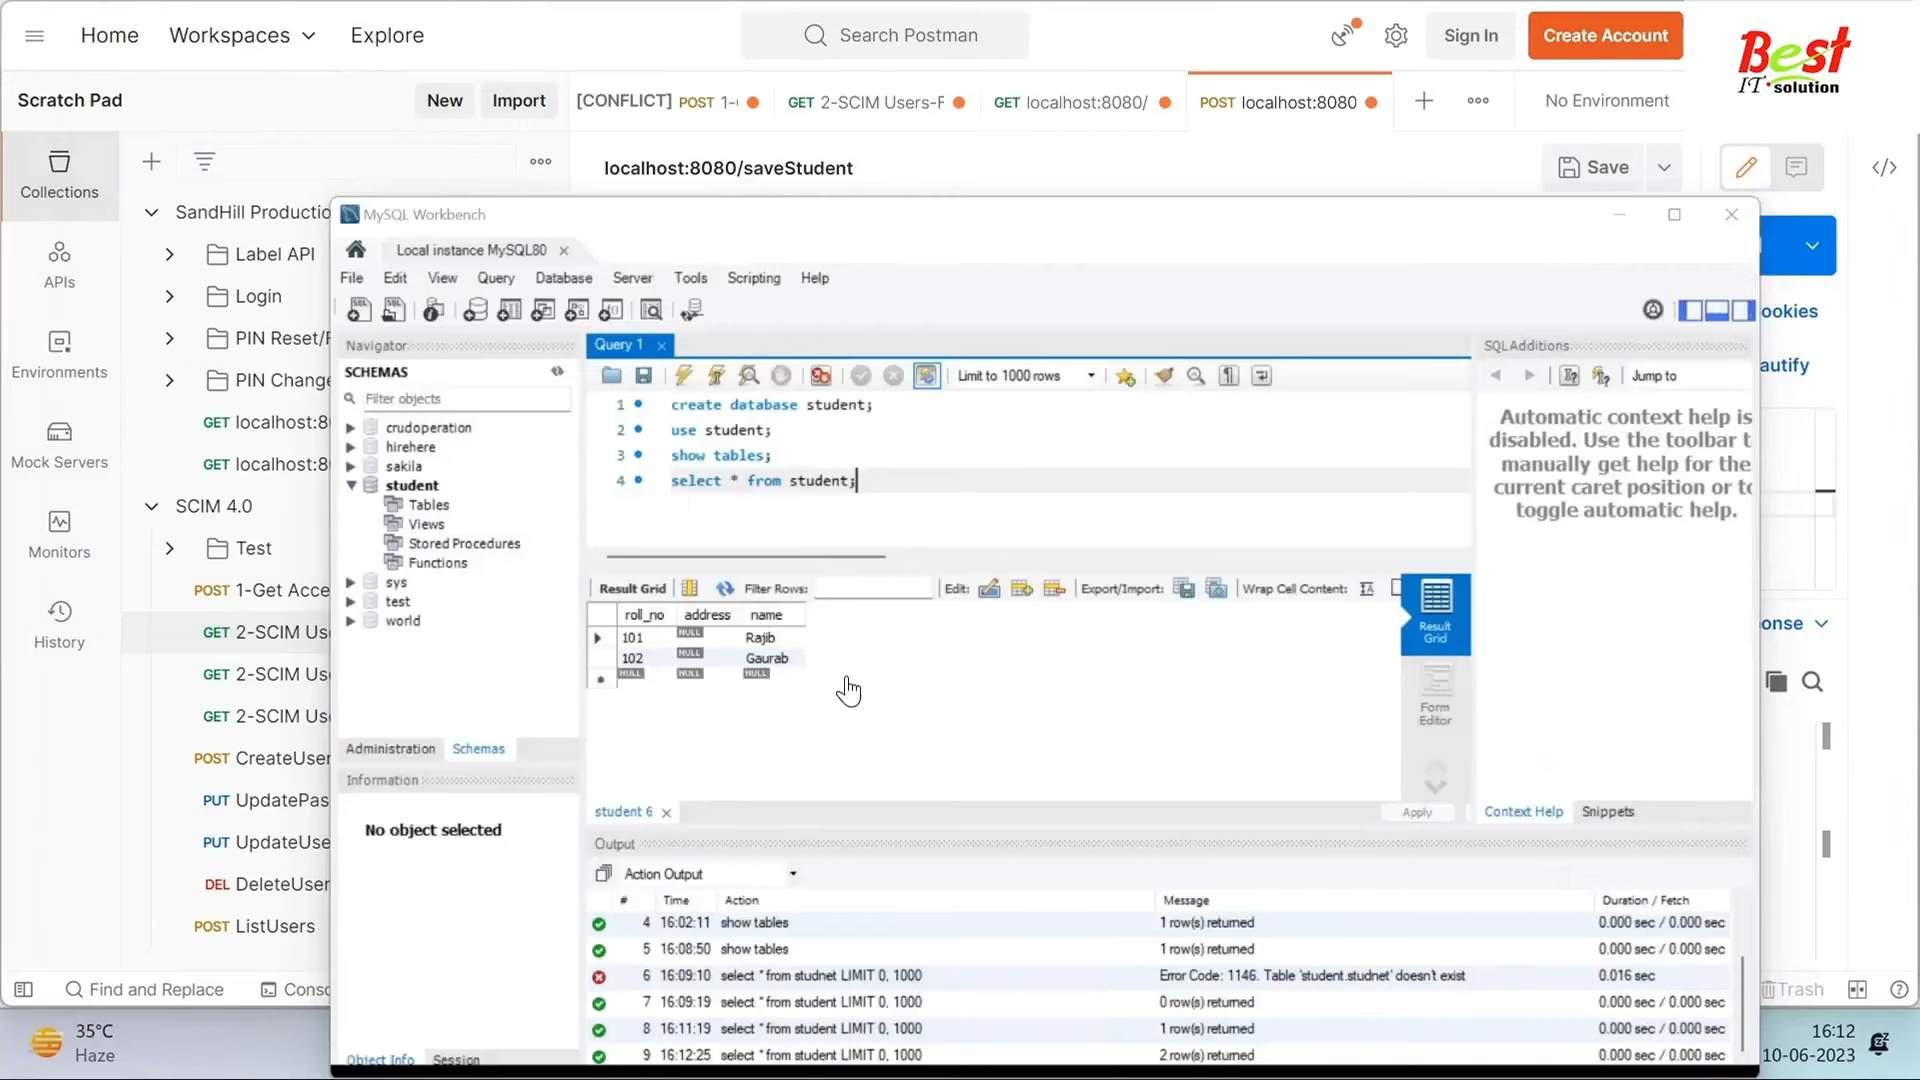 Home
Workspaces
Explore
Search Postman
Sign In
Create Account
Best
IT solution
Scratch Pad
New
Import
[CONFLICT] POST 1-
GET 2-SCIM Users-F
GET localhost:8080/
POST localhost:8080
No Environment
Collections
APIs
Environments
Mock Servers
Monitors
History
SandHill Productio
Label API
Login
PIN Reset/F
PIN Change
GET localhost:8
GET localhost:8
SCIM 4.0
Test
POST 1-Get Acce
GET 2-SCIM Use
GET 2-SCIM Use
GET 2-SCIM Use
POST CreateUser
PUT UpdatePas
PUT UpdateUse
DEL DeleteUser
POST ListUsers
localhost:8080/saveStudent
Save
</>
ookies
autify
onse
MySQL Workbench
Local instance MySQL80
File Edit View Query Database Server Tools Scripting Help
Navigator
SCHEMAS
Filter objects
crudoperation
hirehere
sakila
student
Tables
Views
Stored Procedures
Functions
sys
test
world
Administration Schemas
Information
No object selected
Object Info Session
Query 1
Limit to 1000 rows
1 create database student;
2 use student;
3 show tables;
4 select * from student;
Result Grid Filter Rows: Edit: Export/Import: Wrap Cell Content:
roll_no address name
101 NULL Rajib
102 NULL Gaurab
NULL NULL NULL
Result
Grid
Form
Editor
student 6
Apply
SQLAdditions
Jump to
Automatic context help is
disabled. Use the toolbar t
manually get help for the
current caret position or to
toggle automatic help.
Context Help Snippets
Output
Action Output
# Time Action Message Duration / Fetch
4 16:02:11 show tables 1 row(s) returned 0.000 sec / 0.000 sec
5 16:08:50 show tables 1 row(s) returned 0.000 sec / 0.000 sec
6 16:09:10 select * from studnet LIMIT 0, 1000 Error Code: 1146. Table 'student.studnet' doesn't exist 0.016 sec
7 16:09:19 select * from student LIMIT 0, 1000 0 row(s) returned 0.000 sec / 0.000 sec
8 16:11:19 select * from student LIMIT 0, 1000 1 row(s) returned 0.000 sec / 0.000 sec
9 16:12:25 select * from student LIMIT 0, 1000 2 row(s) returned 0.000 sec / 0.000 sec
Find and Replace
Conso
Trash
35°C
Haze
16:12
10-06-2023